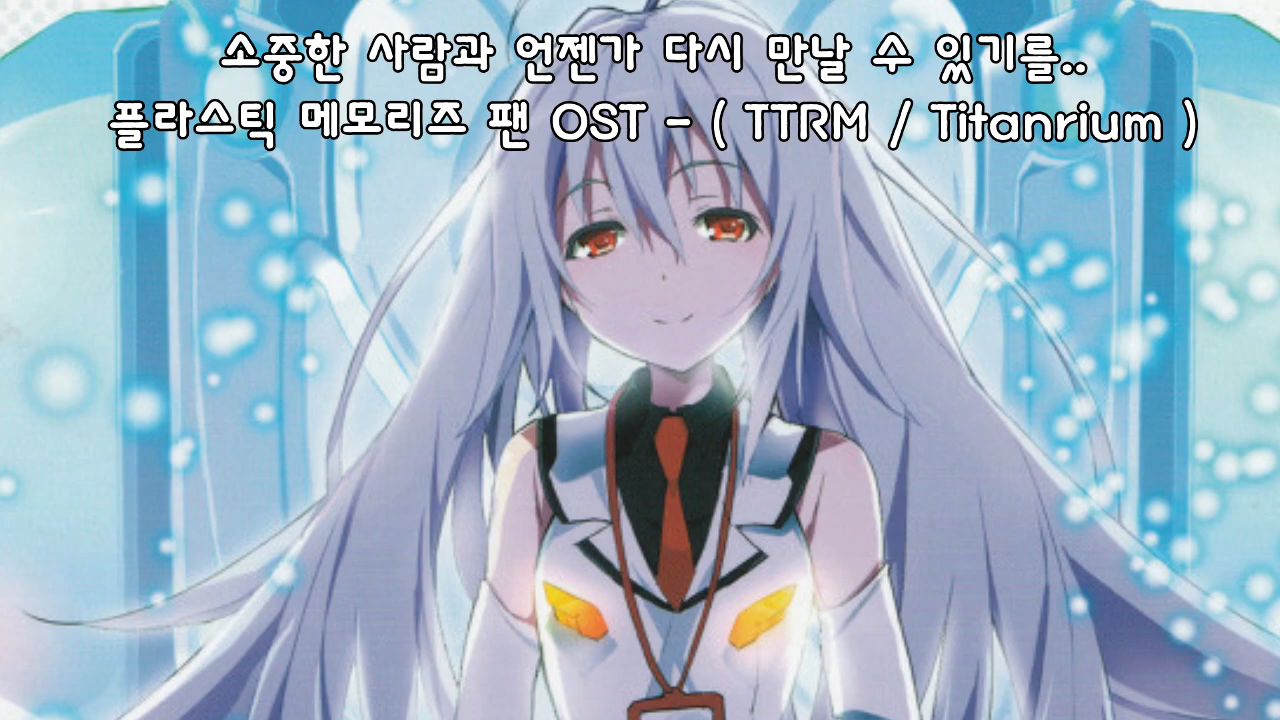 소중한 사람과 언젠가 다시 만날 수 있기를..
플라스틱 메모리즈 팬 OST - ( TTRM / Titanrium )